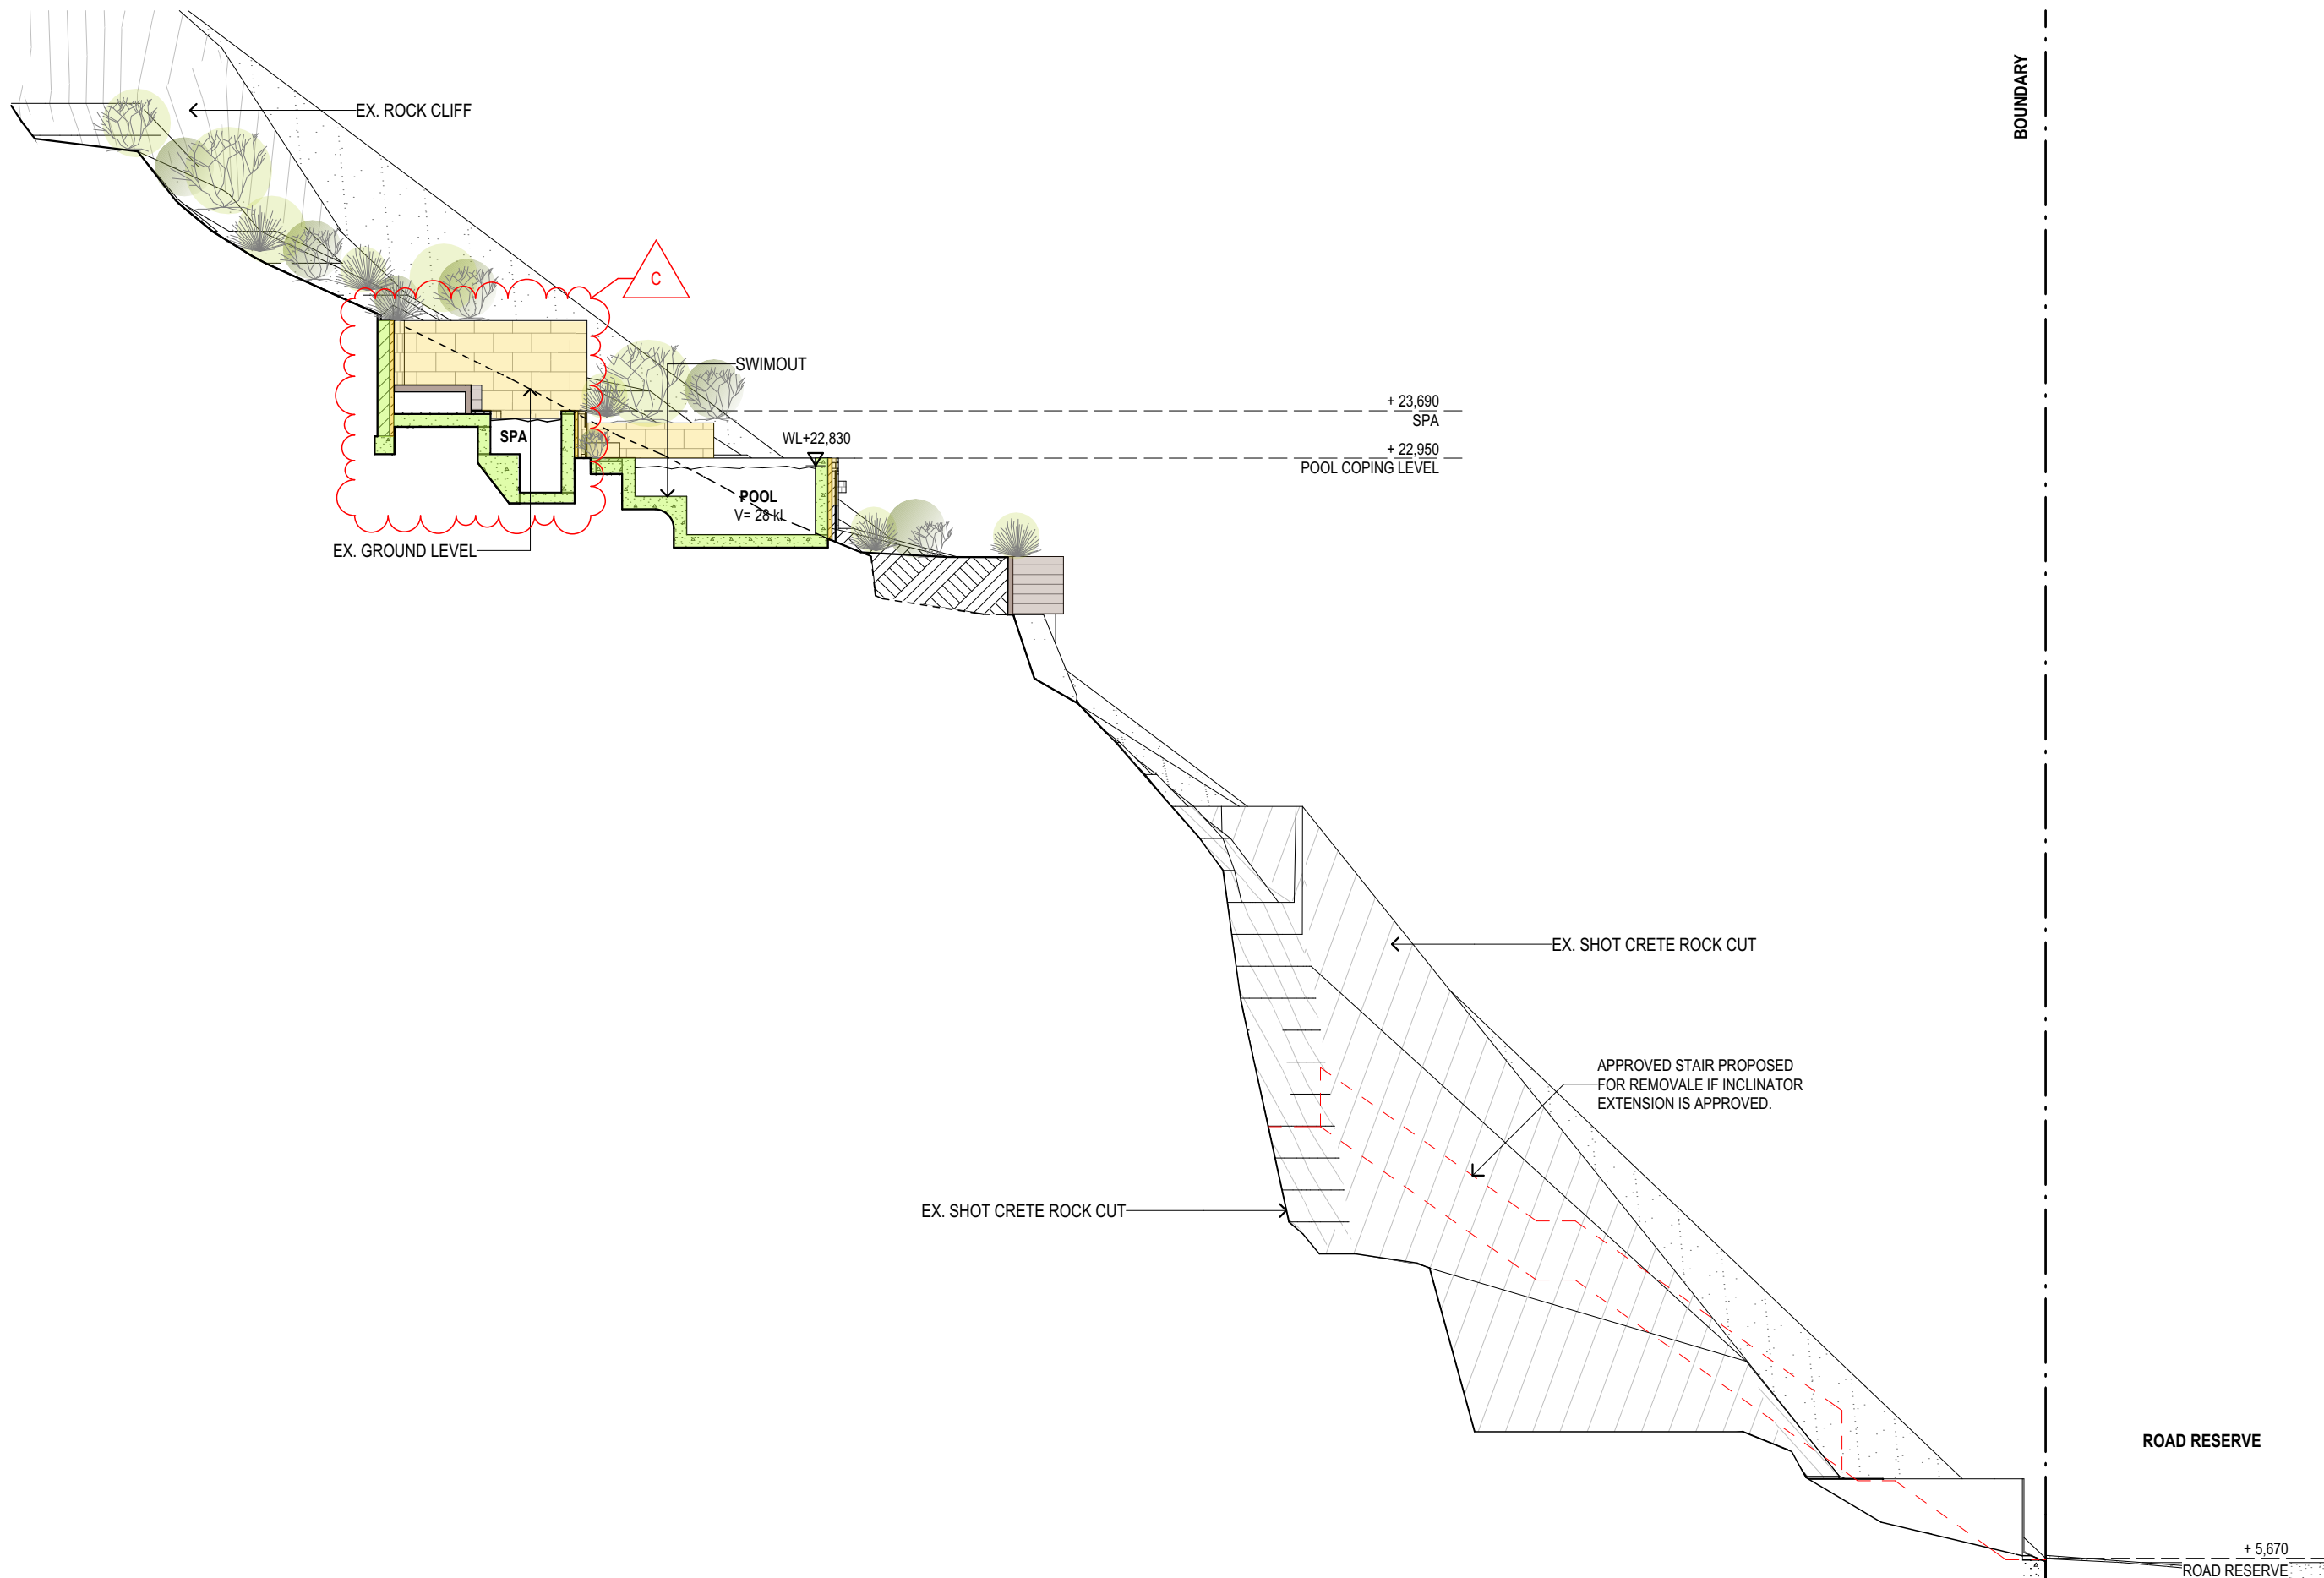 BOUNDARY
EX. ROCK CLIFF
C
SWIMOUT
+ 23,690
SPA
WL+22,830
+ 22,950
POOL COPING LEVEL
SPA
POOL
V= 28 kl
EX. GROUND LEVEL
EX. SHOT CRETE ROCK CUT
APPROVED STAIR PROPOSED
FOR REMOVALE IF INCLINATOR
EXTENSION IS APPROVED.
EX. SHOT CRETE ROCK CUT
ROAD RESERVE
+ 5,670
ROAD RESERVE